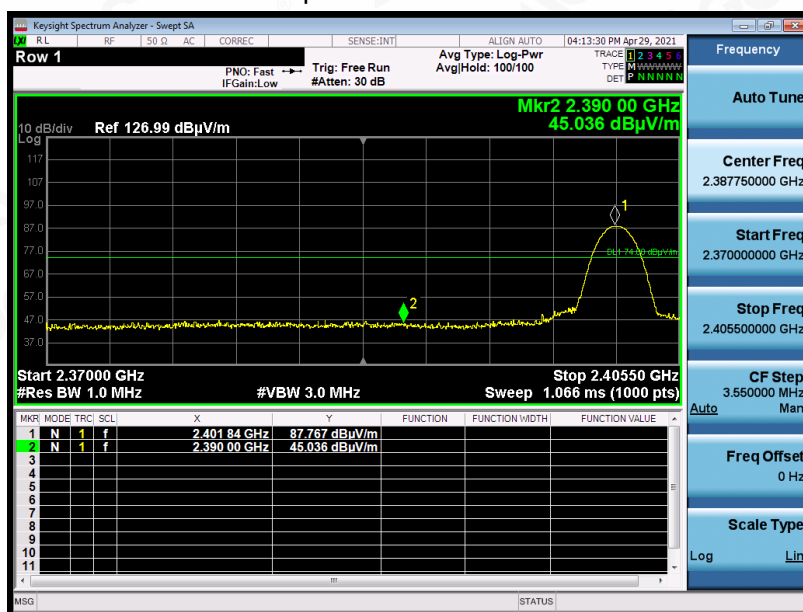 Keysight Spectrum Analyzer - Swept SA
LXI RL RF 50 Ω AC CORREC SENSE:INT ALIGN AUTO 04:13:30 PM Apr 29, 2021
Row 1
PNO: Fast
IFGain:Low
Trig: Free Run
#Atten: 30 dB
Avg Type: Log-Pwr
Avg|Hold: 100/100
TRACE 1 2 3 4 5 6
TYPE M WWWWW
DET P N N N N N
Mkr2 2.390 00 GHz
45.036 dBµV/m
10 dB/div Ref 126.99 dBµV/m
Log
117
107
97.0
87.0
77.0
67.0
57.0
47.0
37.0
1
DL1 74.00 dBµV/m
2
Start 2.37000 GHz Stop 2.40550 GHz
#Res BW 1.0 MHz #VBW 3.0 MHz Sweep 1.066 ms (1000 pts)
MKR MODE TRC SCL X Y FUNCTION FUNCTION WIDTH FUNCTION VALUE
1 N 1 f 2.401 84 GHz 87.767 dBµV/m
2 N 1 f 2.390 00 GHz 45.036 dBµV/m
3
4
5
6
7
8
9
10
11
MSG STATUS
Frequency
Auto Tune
Center Freq
2.387750000 GHz
Start Freq
2.370000000 GHz
Stop Freq
2.405500000 GHz
CF Step
3.550000 MHz
Auto Man
Freq Offset
0 Hz
Scale Type
Log Lin